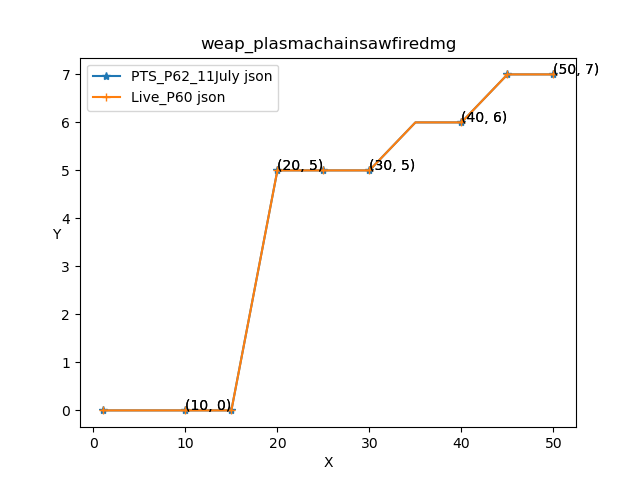 weap_plasmachainsawfiredmg
PTS_P62_11July json
Live_P60 json
(50, 7)
(40, 6)
(20, 5)
(30, 5)
(10, 0)
7
6
5
4
3
2
1
0
Y
0 10 20 30 40 50
X